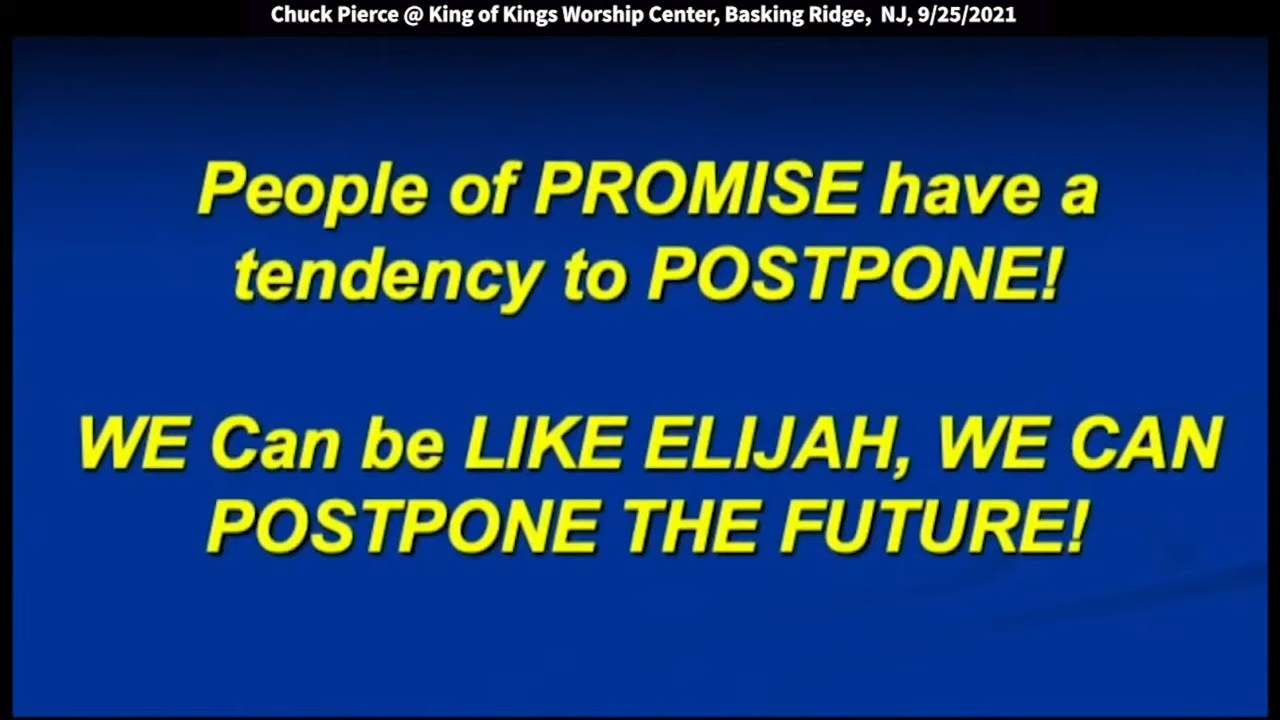 Chuck Pierce @ King of Kings Worship Center, Basking Ridge, NJ, 9/25/2021
People of PROMISE have a
tendency to POSTPONE!
WE Can be LIKE ELIJAH, WE CAN
POSTPONE THE FUTURE!